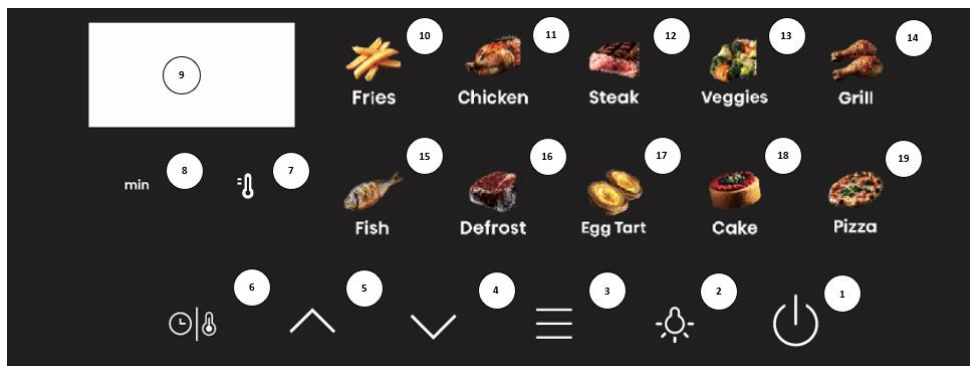 10 11 12 13 14
9
Fries Chicken Steak Veggies Grill
15 16 17 18 19
8 7
min
Fish Defrost Egg Tart Cake Pizza
6 5 4 3 2 1